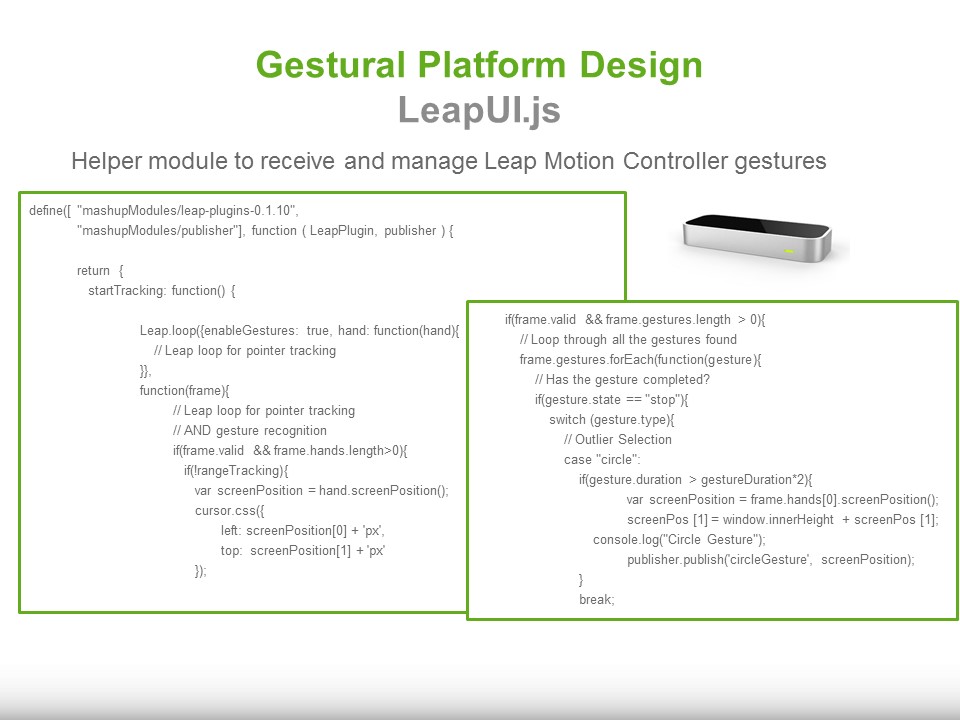 Gestural Platform Design
LeapUI.js
Helper module to receive and manage Leap Motion Controller gestures
define([ "mashupModules/leap-plugins-0.1.10",
"mashupModules/publisher"], function ( LeapPlugin, publisher ) {
return {
startTracking: function() {
Leap.loop({enableGestures: true, hand: function(hand){
// Leap loop for pointer tracking
}},
function(frame){
// Leap loop for pointer tracking
// AND gesture recognition
if(frame.valid && frame.hands.length>0){
if(!rangeTracking){
var screenPosition = hand.screenPosition();
cursor.css({
left: screenPosition[0] + 'px',
top: screenPosition[1] + 'px'
});
if(frame.valid && frame.gestures.length > 0){
// Loop through all the gestures found
frame.gestures.forEach(function(gesture){
// Has the gesture completed?
if(gesture.state == "stop"){
switch (gesture.type){
// Outlier Selection
case "circle":
if(gesture.duration > gestureDuration*2){
var screenPosition = frame.hands[0].screenPosition();
screenPos [1] = window.innerHeight + screenPos [1];
console.log("Circle Gesture");
publisher.publish('circleGesture', screenPosition);
}
break;